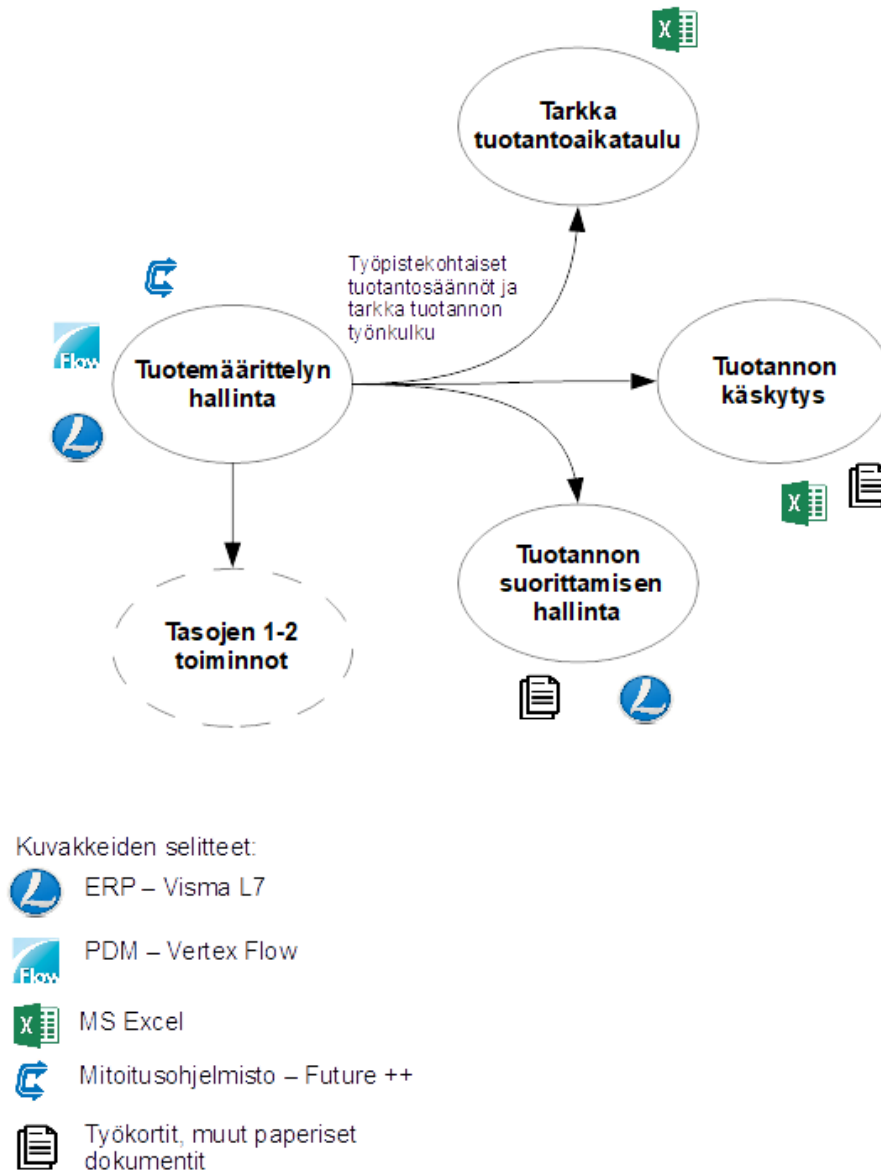 Tarkka
tuotantoaikataulu
Työpistekohtaiset
tuotantosäännöt ja
tarkka tuotannon
työnkulku
Flow
Tuotemäärittelyn
hallinta
Tuotannon
käskytys
Tuotannon
suorittamisen
hallinta
Tasojen 1-2
toiminnot
Kuvakkeiden selitteet:
ERP – Visma L7
Flow
PDM – Vertex Flow
MS Excel
Mitoitusohjelmisto – Future ++
Työkortit, muut paperiset
dokumentit